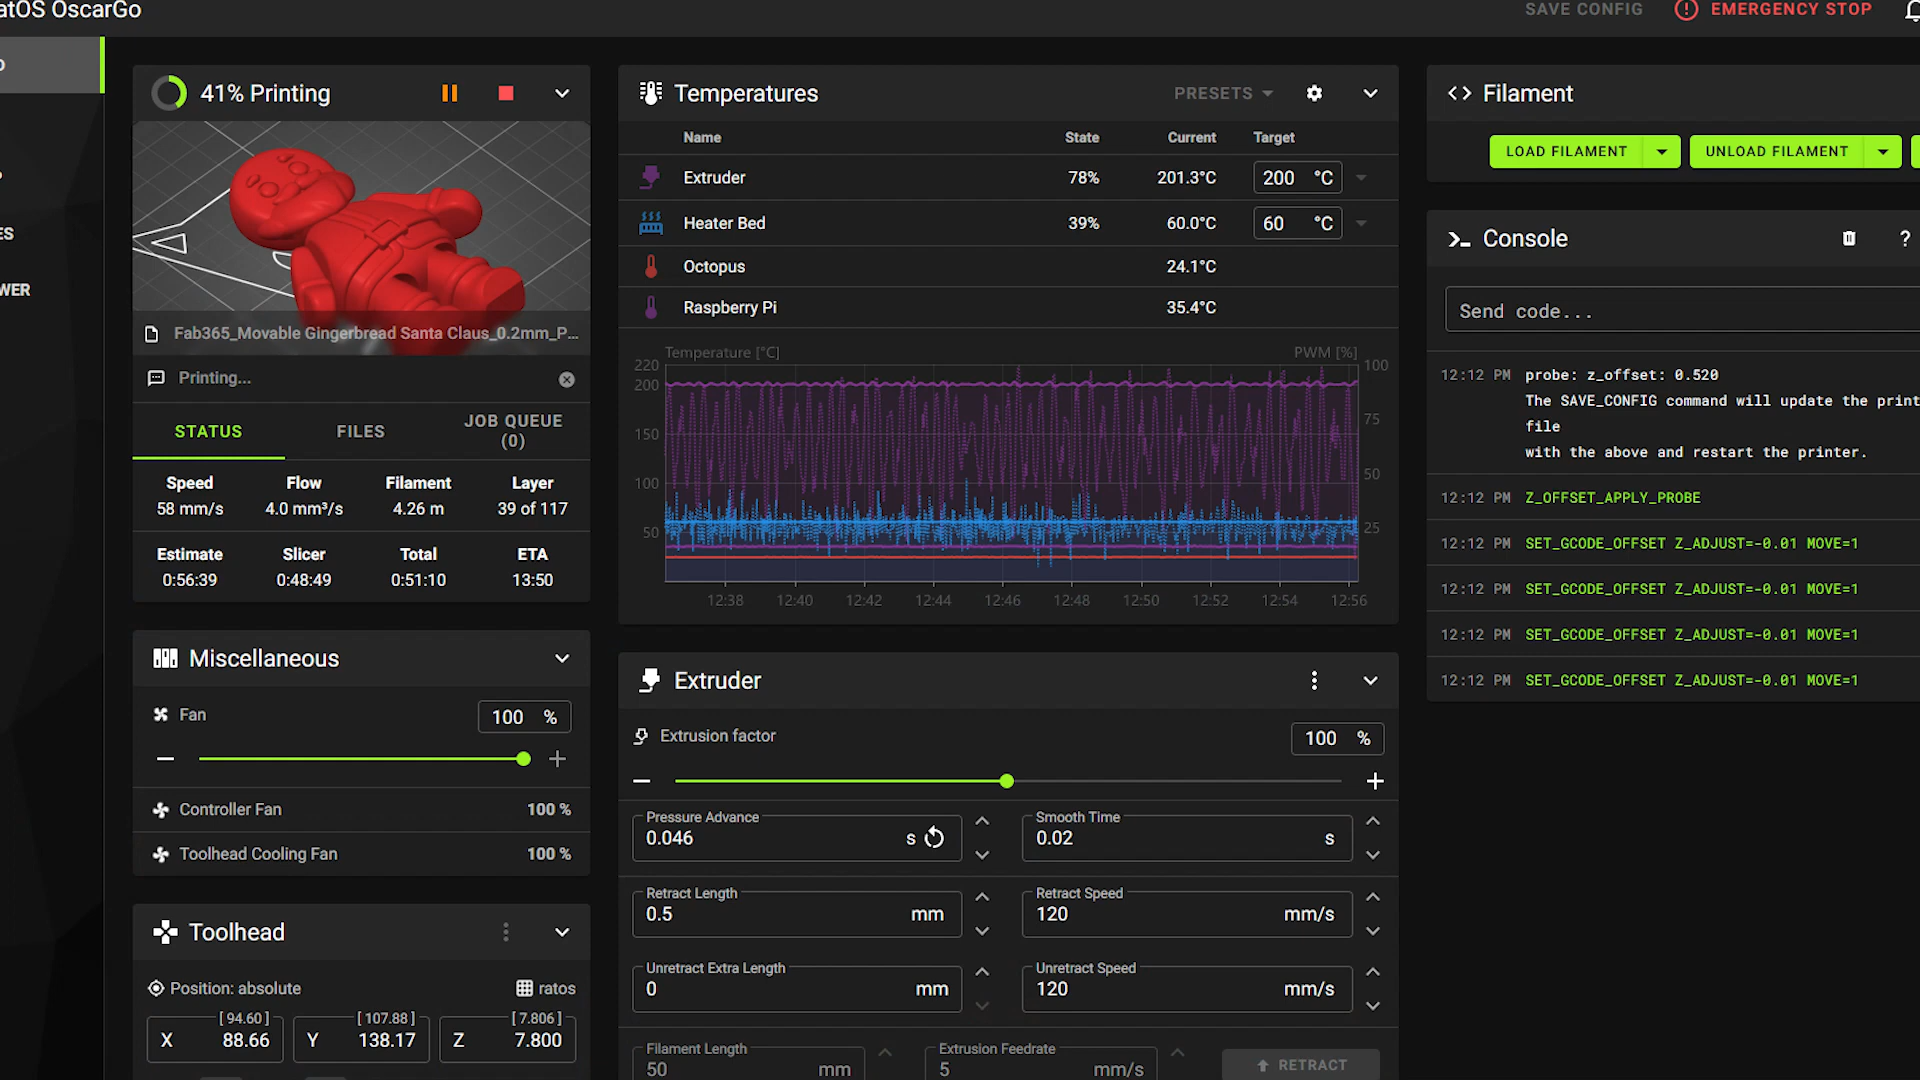 atOS OscarGo
SAVE CONFIG
EMERGENCY STOP
ES
WER
41% Printing
Fab365_Movable Gingerbread Santa Claus_0.2mm_P...
Printing...
STATUS FILES JOB QUEUE (0)
Speed Flow Filament Layer
58 mm/s 4.0 mm³/s 4.26 m 39 of 117
Estimate Slicer Total ETA
0:56:39 0:48:49 0:51:10 13:50
Miscellaneous
Fan 100 %
Controller Fan 100 %
Toolhead Cooling Fan 100 %
Toolhead
Position: absolute ratos
[ 94.60 ] [ 107.88 ] [ 7.806 ]
X 88.66 Y 138.17 Z 7.800
Temperatures PRESETS
Name State Current Target
Extruder 78% 201.3°C 200 °C
Heater Bed 39% 60.0°C 60 °C
Octopus 24.1°C
Raspberry Pi 35.4°C
Temperature [°C] PWM [%]
220 100
200
75
150
50
100
25
50
12:38 12:40 12:42 12:44 12:46 12:48 12:50 12:52 12:54 12:56
Extruder
Extrusion factor 100 %
Pressure Advance Smooth Time
0.046 s 0.02 s
Retract Length Retract Speed
0.5 mm 120 mm/s
Unretract Extra Length Unretract Speed
0 mm 120 mm/s
Filament Length Extrusion Feedrate
50 mm 5 mm/s RETRACT
Filament
LOAD FILAMENT UNLOAD FILAMENT
Console ?
Send code...
12:12 PM probe: z_offset: 0.520
The SAVE_CONFIG command will update the print
file
with the above and restart the printer.
12:12 PM Z_OFFSET_APPLY_PROBE
12:12 PM SET_GCODE_OFFSET Z_ADJUST=-0.01 MOVE=1
12:12 PM SET_GCODE_OFFSET Z_ADJUST=-0.01 MOVE=1
12:12 PM SET_GCODE_OFFSET Z_ADJUST=-0.01 MOVE=1
12:12 PM SET_GCODE_OFFSET Z_ADJUST=-0.01 MOVE=1